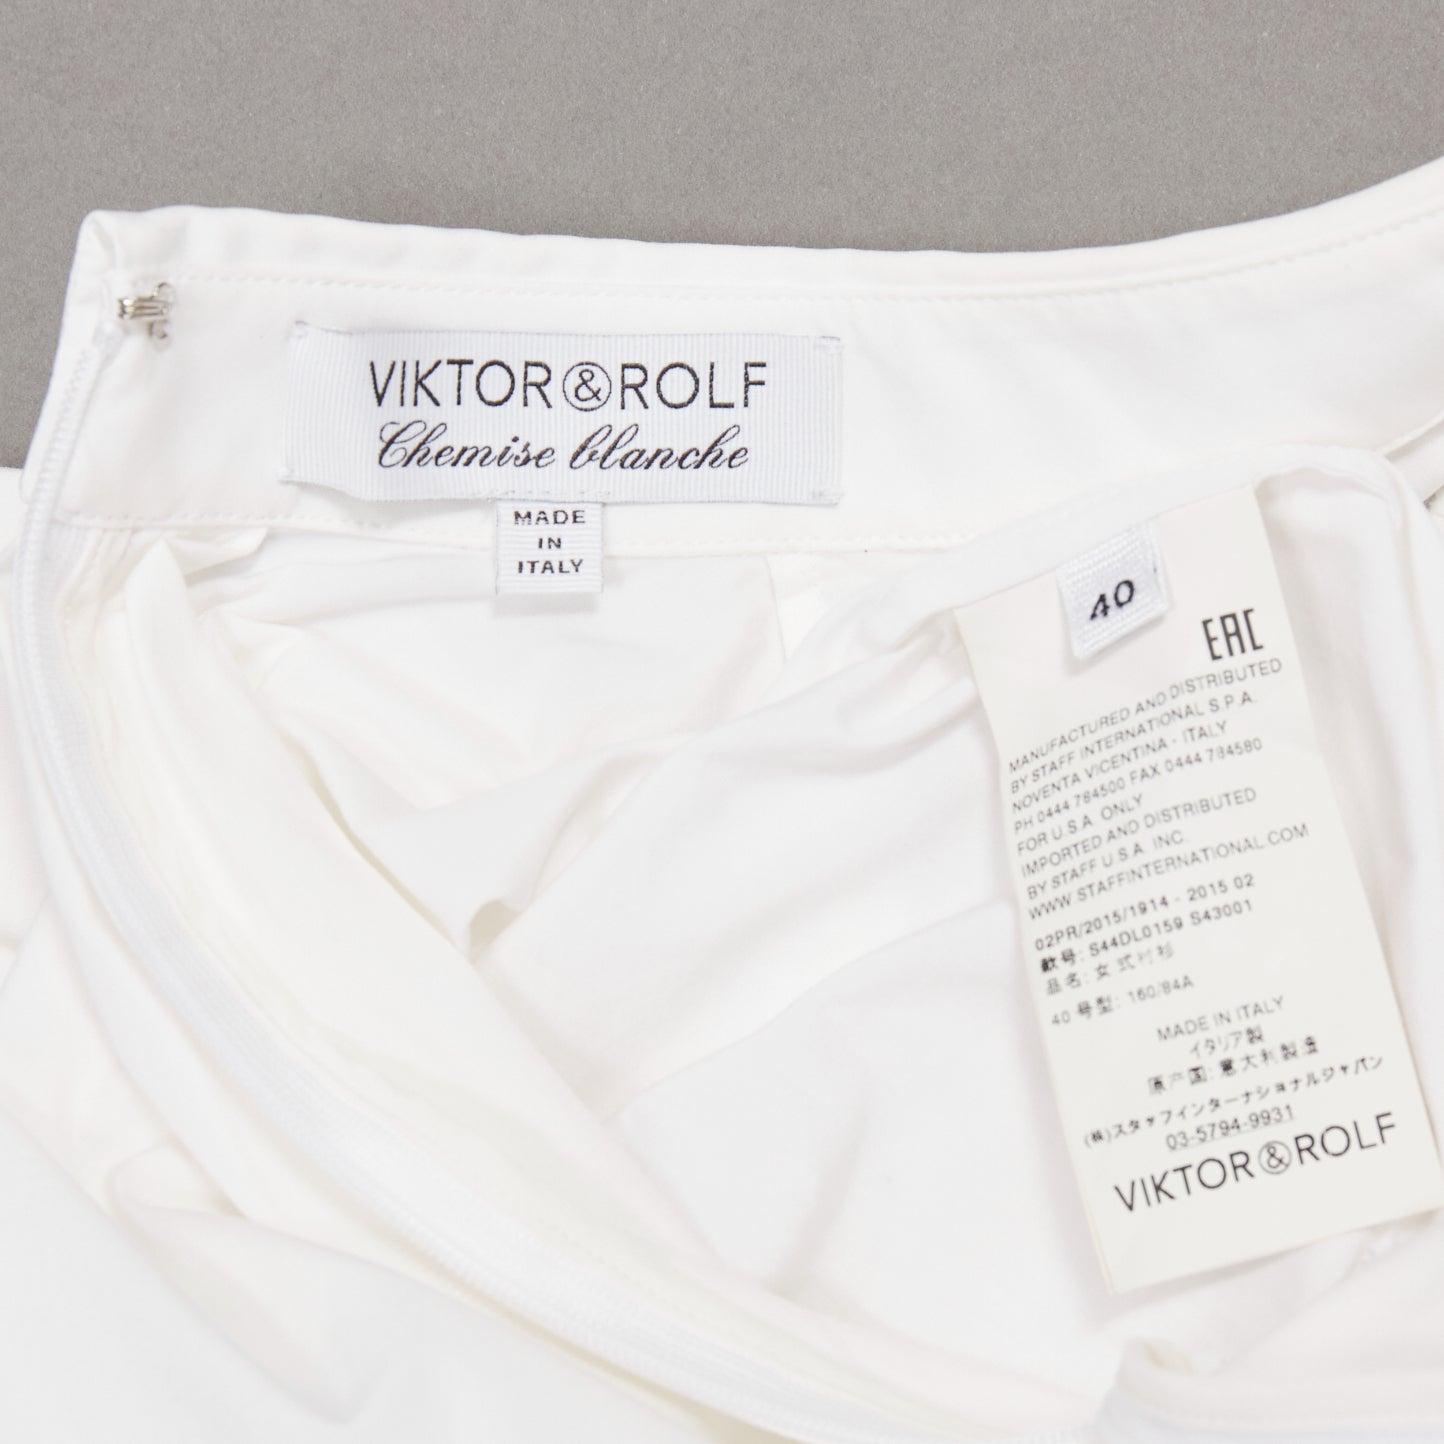 VIKTOR&ROLF
Chemise blanche
MADE
IN
ITALY
40
EAC
MANUFACTURED AND DISTRIBUTED
BY STAFF INTERNATIONAL S.P.A.
NOVENTA VICENTINA - ITALY
PH 0444 784500 FAX 0444 784580
FOR U.S.A. ONLY
IMPORTED AND DISTRIBUTED
BY STAFF U.S.A. INC.
WWW.STAFFINTERNATIONAL.COM
02PR/2015/1914 - 2015 02
款号: S44DL0159 S43001
品名: 女式衬衫
40 号型: 160/84A
MADE IN ITALY
イタリア製
原产国: 意大利製造
(株)スタッフインターナショナルジャパン
03-5794-9931
VIKTOR&ROLF